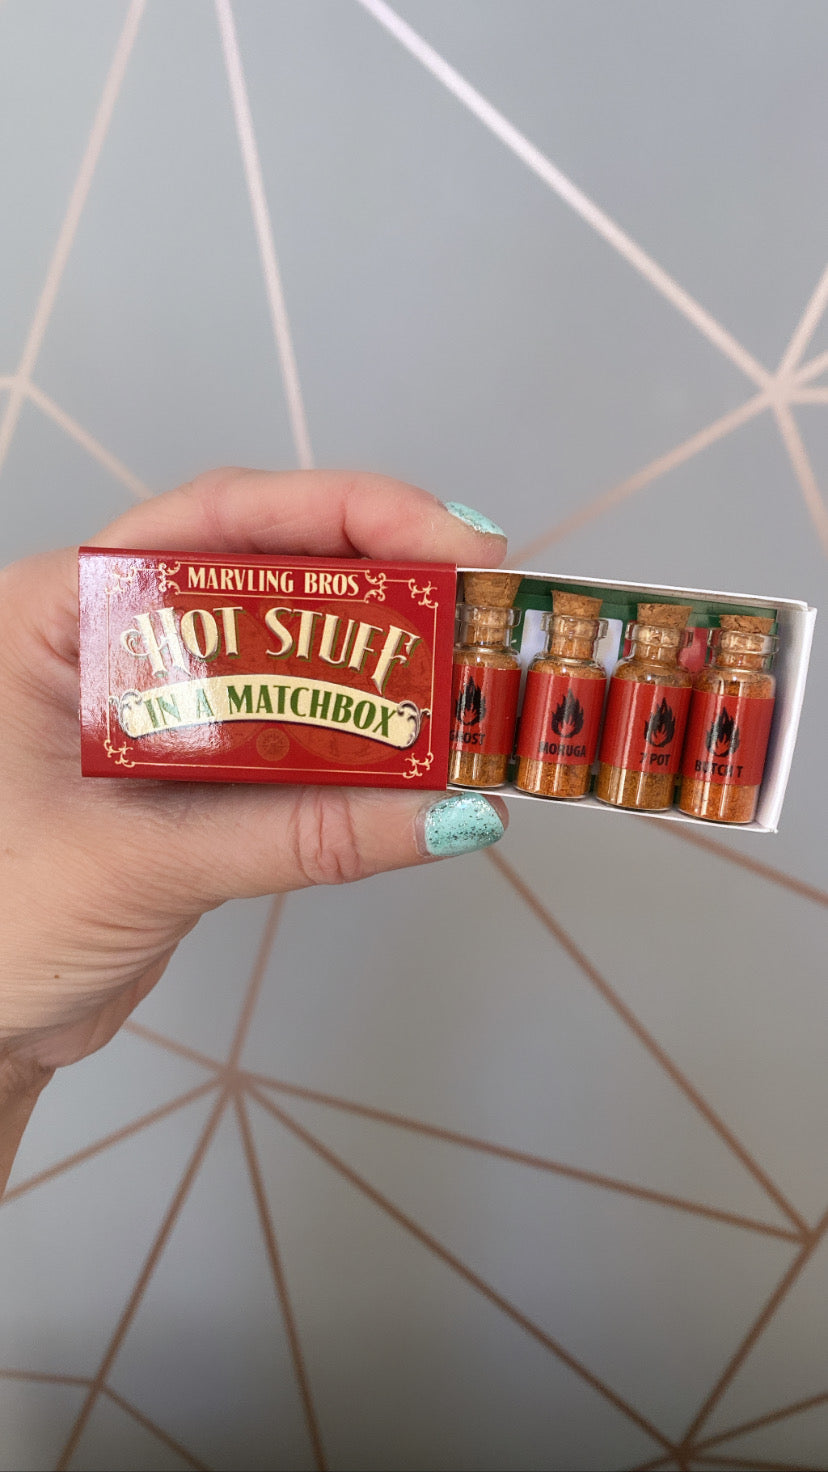 MARVLING BROS
HOT STUFF
IN A MATCHBOX
GHOST
MORUGA
7 POT
BUTCH T